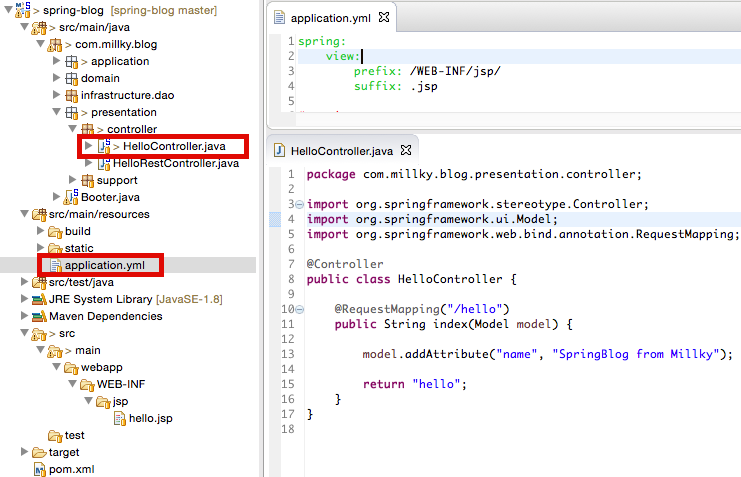 spring-blog [spring-blog master]
> src/main/java
> com.millky.blog
> application
domain
infrastructure.dao
> presentation
> controller
> HelloController.java
HelloRestController.java
support
Booter.java
src/main/resources
build
static
application.yml
src/test/java
JRE System Library [JavaSE-1.8]
Maven Dependencies
> src
> main
> webapp
WEB-INF
jsp
hello.jsp
test
target
pom.xml
application.yml
1 spring:
2     view:
3         prefix: /WEB-INF/jsp/
4         suffix: .jsp
5
HelloController.java
1 package com.millky.blog.presentation.controller;
2
3 import org.springframework.stereotype.Controller;
4 import org.springframework.ui.Model;
5 import org.springframework.web.bind.annotation.RequestMapping;
6
7 @Controller
8 public class HelloController {
9
10     @RequestMapping("/hello")
11     public String index(Model model) {
12
13         model.addAttribute("name", "SpringBlog from Millky");
14
15         return "hello";
16     }
17 }
18